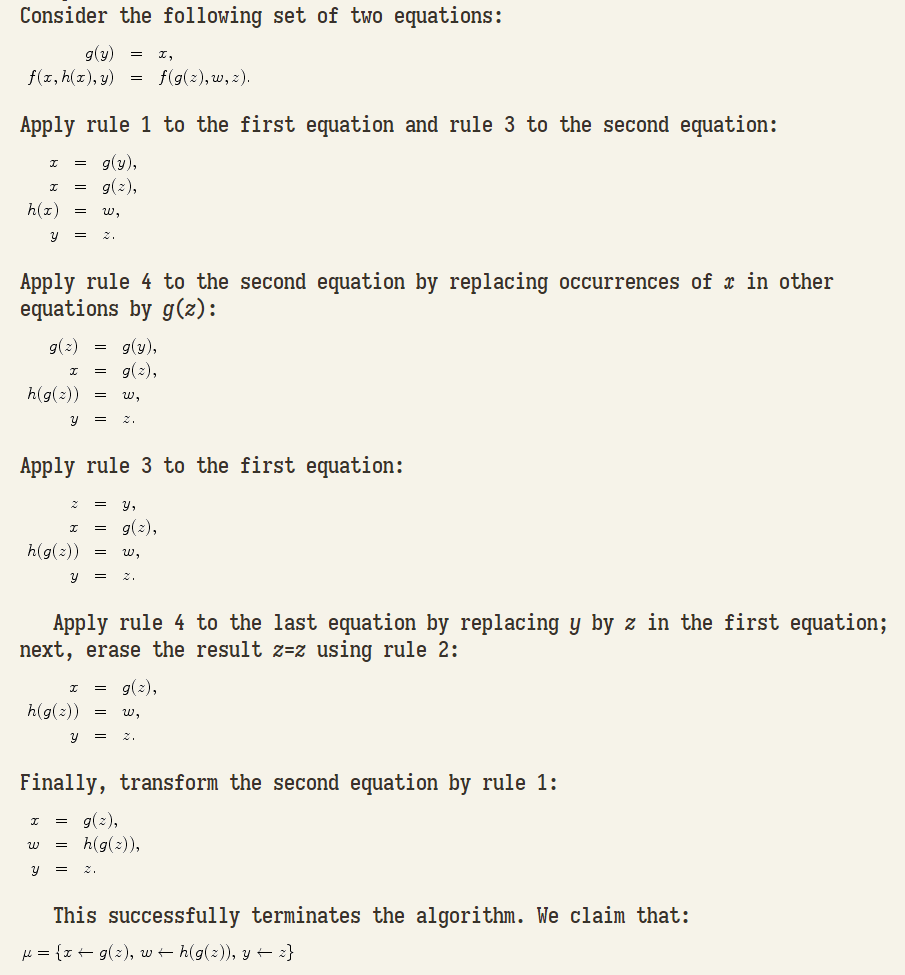 Consider the following set of two equations:
g(y) = x,
f(x, h(x), y) = f(g(z), w, z).
Apply rule 1 to the first equation and rule 3 to the second equation:
x = g(y),
x = g(z),
h(x) = w,
y = z.
Apply rule 4 to the second equation by replacing occurrences of x in other
equations by g(z):
g(z) = g(y),
x = g(z),
h(g(z)) = w,
y = z.
Apply rule 3 to the first equation:
z = y,
x = g(z),
h(g(z)) = w,
y = z.
Apply rule 4 to the last equation by replacing y by z in the first equation;
next, erase the result z=z using rule 2:
x = g(z),
h(g(z)) = w,
y = z.
Finally, transform the second equation by rule 1:
x = g(z),
w = h(g(z)),
y = z.
This successfully terminates the algorithm. We claim that:
μ = {x ← g(z), w ← h(g(z)), y ← z}